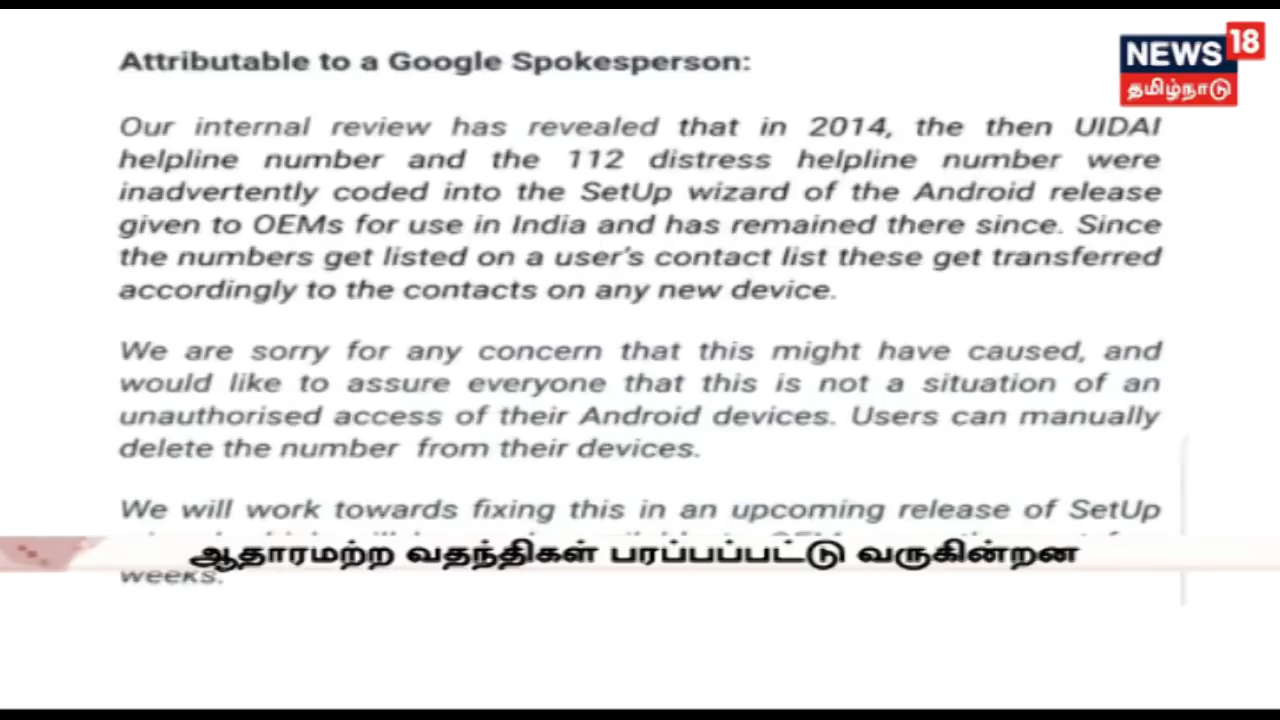 NEWS 18
தமிழ்நாடு
Attributable to a Google Spokesperson:
Our internal review has revealed that in 2014, the then UIDAI
helpline number and the 112 distress helpline number were
inadvertently coded into the SetUp wizard of the Android release
given to OEMs for use in India and has remained there since. Since
the numbers get listed on a user's contact list these get transferred
accordingly to the contacts on any new device.
We are sorry for any concern that this might have caused, and
would like to assure everyone that this is not a situation of an
unauthorised access of their Android devices. Users can manually
delete the number from their devices.
We will work towards fixing this in an upcoming release of SetUp
ஆதாரமற்ற வதந்திகள் பரப்பப்பட்டு வருகின்றன
weeks.